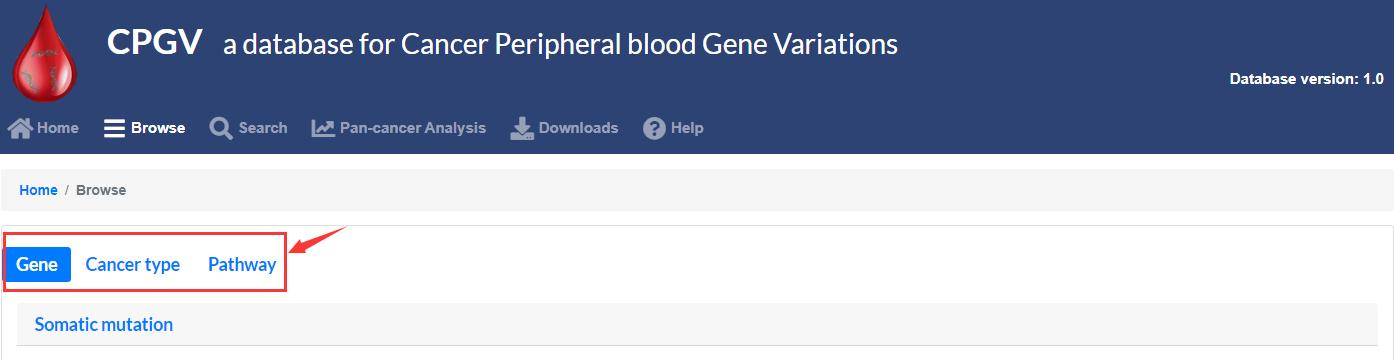 CPGV a database for Cancer Peripheral blood Gene Variations
Database version: 1.0
Home Browse Search Pan-cancer Analysis Downloads Help
Home / Browse
Gene Cancer type Pathway
Somatic mutation